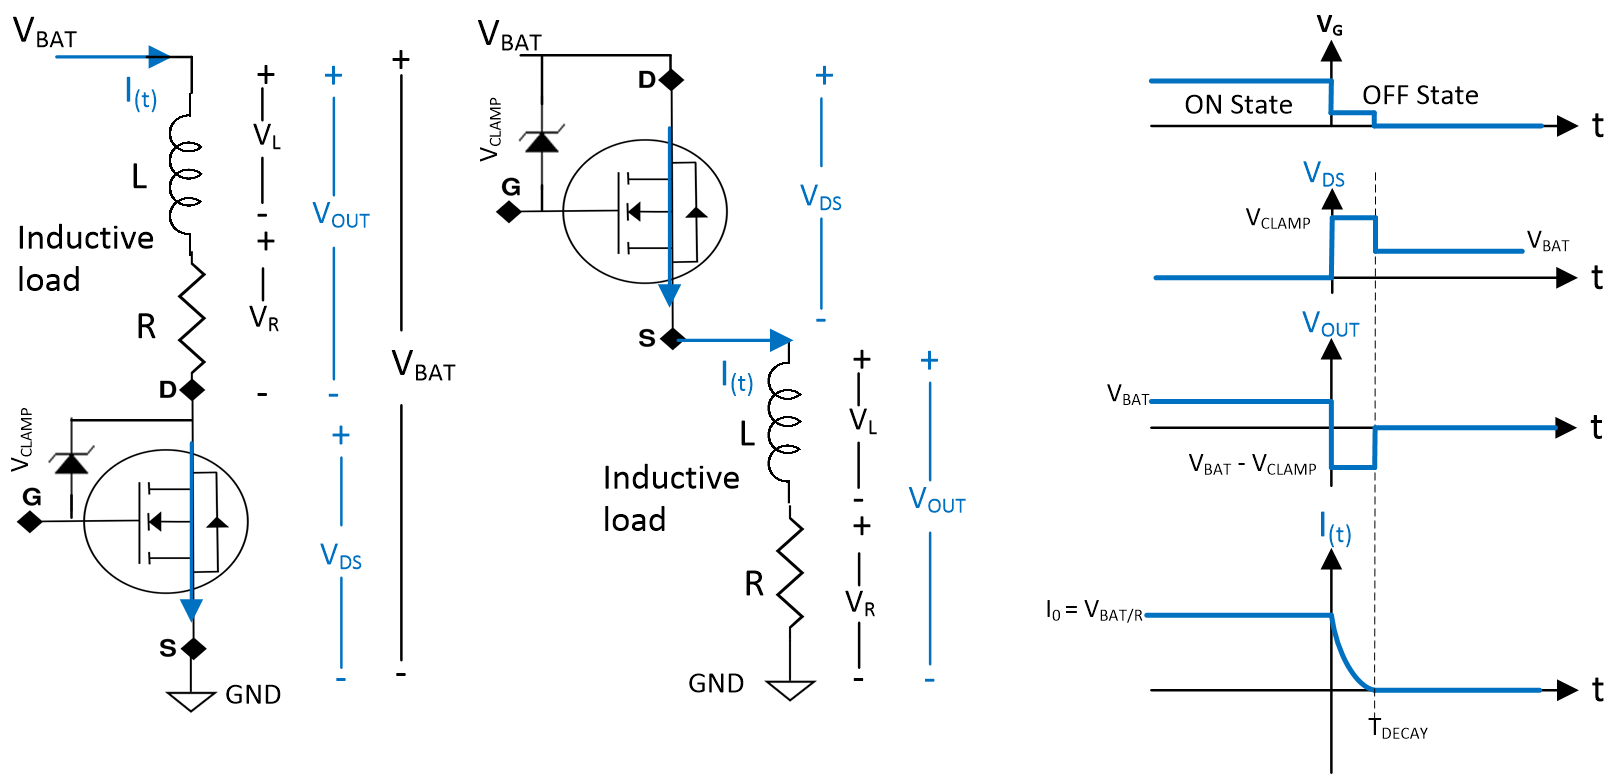 VBAT
I(t)
+
+
+
VL
L
-
+
VOUT
Inductive
load
VR
R
D
-
-
VBAT
VCLAMP
+
G
VDS
S
-
-
GND
VBAT
D
+
VCLAMP
G
VDS
-
S
I(t)
+
+
L
VL
Inductive
load
-
+
VOUT
R
VR
GND
-
-
VG
ON State
OFF State
t
VDS
VCLAMP
VBAT
t
VOUT
VBAT
t
VBAT - VCLAMP
I(t)
I0 = VBAT/R
t
TDECAY